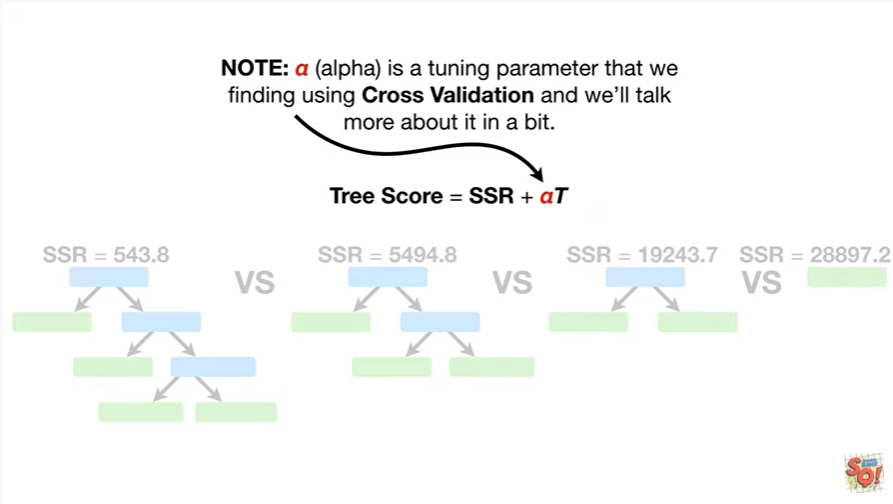 NOTE: α (alpha) is a tuning parameter that we
finding using Cross Validation and we'll talk
more about it in a bit.
Tree Score = SSR + αT
SSR = 543.8
SSR = 5494.8
SSR = 19243.7
SSR = 28897.2
VS
VS
VS
SQ!